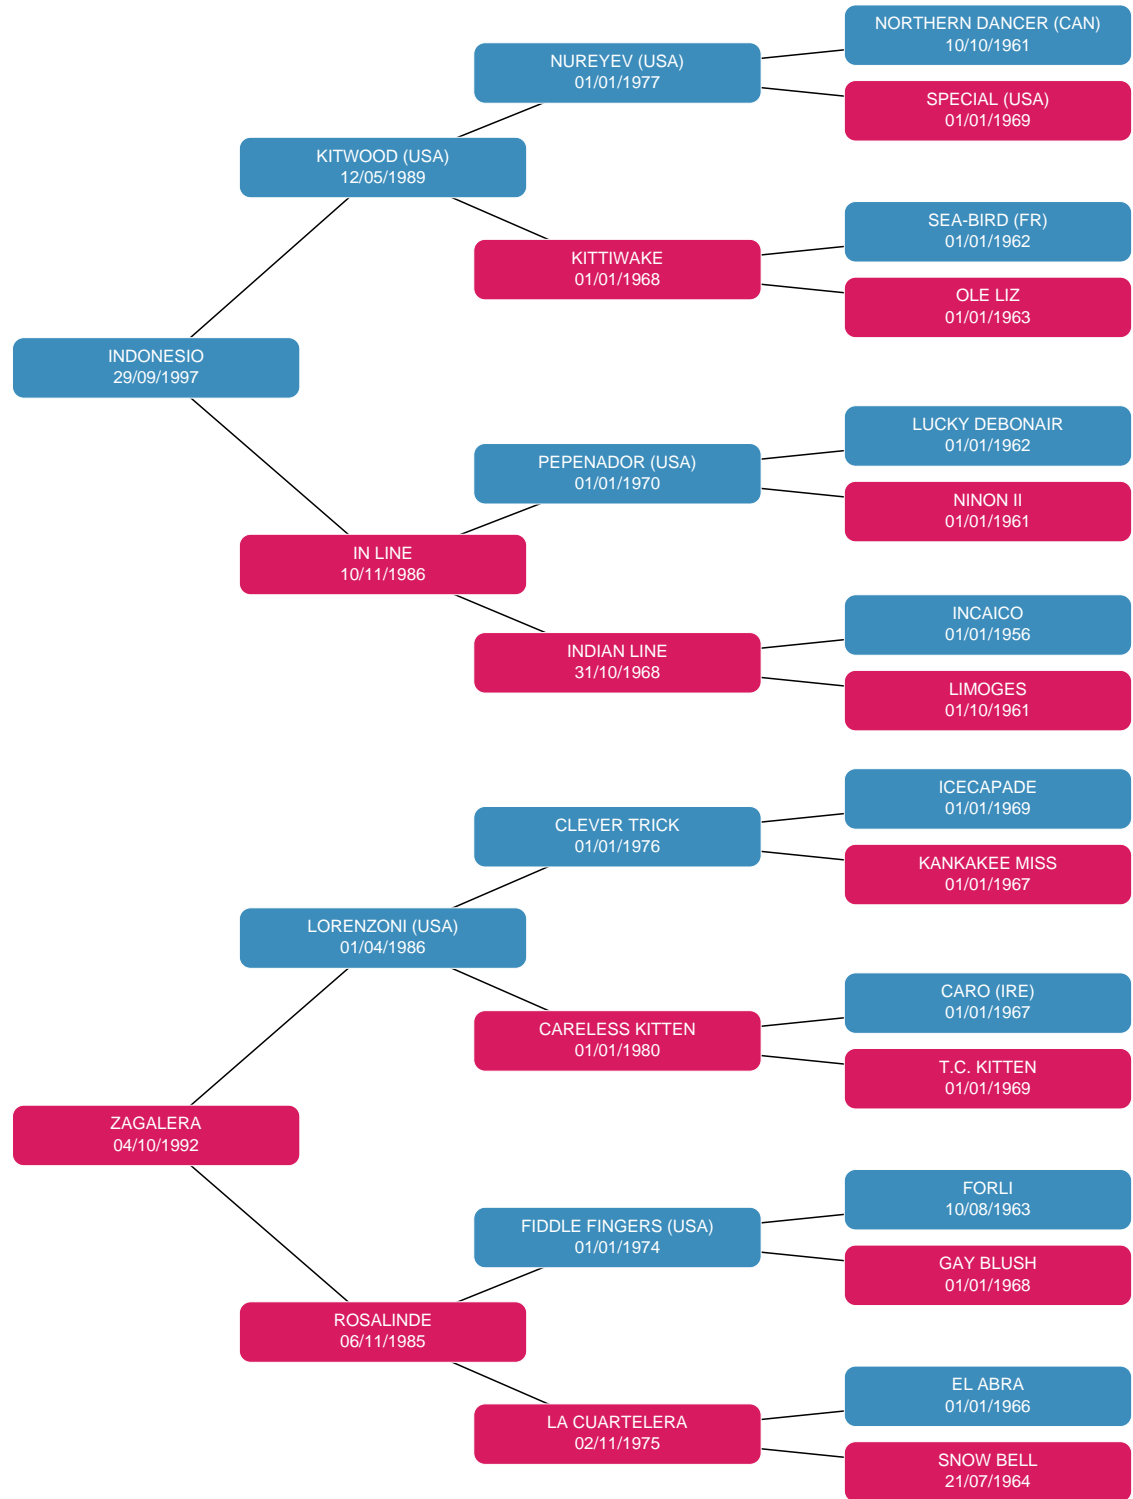 NORTHERN DANCER (CAN)
10/10/1961
NUREYEV (USA)
01/01/1977
SPECIAL (USA)
01/01/1969
KITWOOD (USA)
12/05/1989
SEA-BIRD (FR)
01/01/1962
KITTIWAKE
01/01/1968
OLE LIZ
01/01/1963
INDONESIO
29/09/1997
LUCKY DEBONAIR
01/01/1962
PEPENADOR (USA)
01/01/1970
NINON II
01/01/1961
IN LINE
10/11/1986
INCAICO
01/01/1956
INDIAN LINE
31/10/1968
LIMOGES
01/10/1961
ICECAPADE
01/01/1969
CLEVER TRICK
01/01/1976
KANKAKEE MISS
01/01/1967
LORENZONI (USA)
01/04/1986
CARO (IRE)
01/01/1967
CARELESS KITTEN
01/01/1980
T.C. KITTEN
01/01/1969
ZAGALERA
04/10/1992
FORLI
10/08/1963
FIDDLE FINGERS (USA)
01/01/1974
GAY BLUSH
01/01/1968
ROSALINDE
06/11/1985
EL ABRA
01/01/1966
LA CUARTELERA
02/11/1975
SNOW BELL
21/07/1964